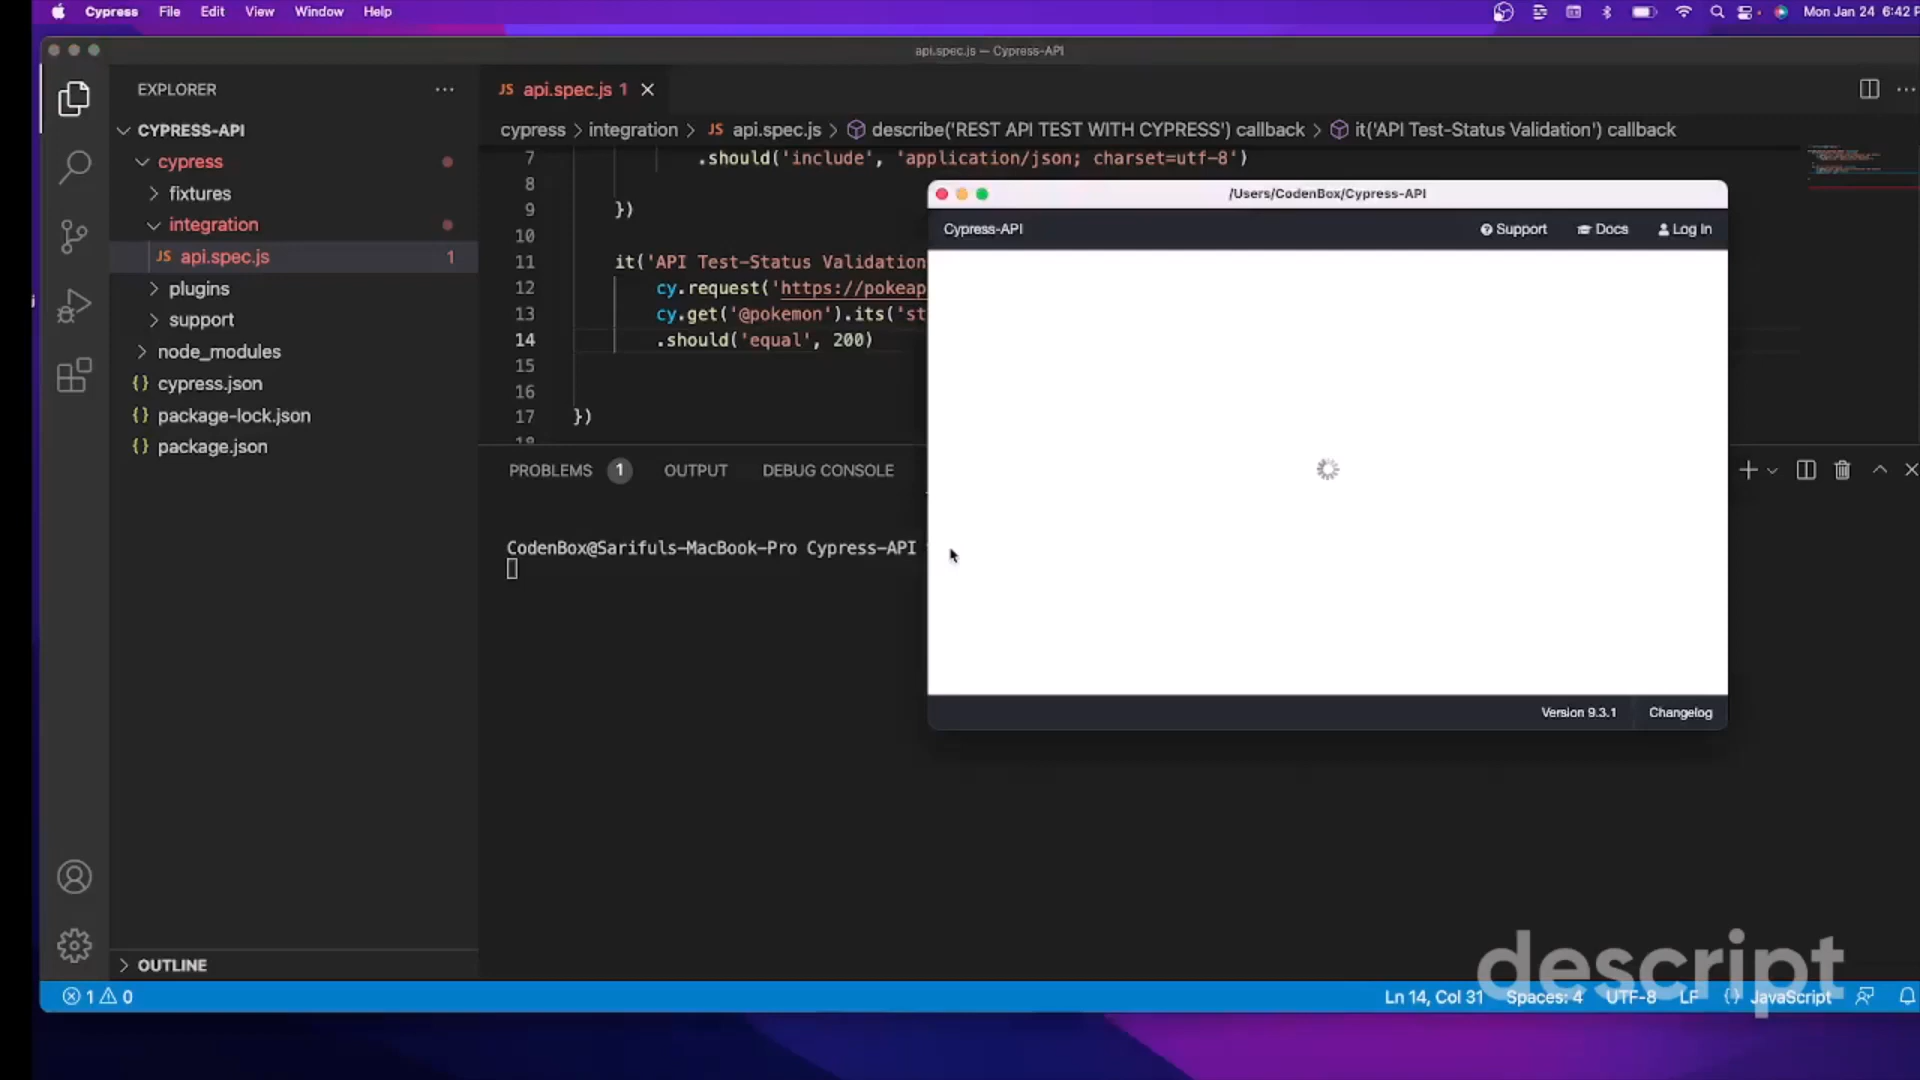 Cypress File Edit View Window Help
Mon Jan 24 6:42 P
api.spec.js — Cypress-API
EXPLORER
CYPRESS-API
cypress
fixtures
integration
JS api.spec.js 1
plugins
support
node_modules
{} cypress.json
{} package-lock.json
{} package.json
OUTLINE
JS api.spec.js 1
cypress > integration > JS api.spec.js > describe('REST API TEST WITH CYPRESS') callback > it('API Test-Status Validation') callback
7 .should('include', 'application/json; charset=utf-8')
8
9 })
10
11 it('API Test-Status Validation
12 cy.request('https://pokeap
13 cy.get('@pokemon').its('st
14 .should('equal', 200)
15
16
17 })
18
PROBLEMS 1 OUTPUT DEBUG CONSOLE
CodenBox@Sarifuls-MacBook-Pro Cypress-API
/Users/CodenBox/Cypress-API
Cypress-API Support Docs Log In
Version 9.3.1 Changelog
descript
1 0
Ln 14, Col 31 Spaces: 4 UTF-8 LF {} JavaScript